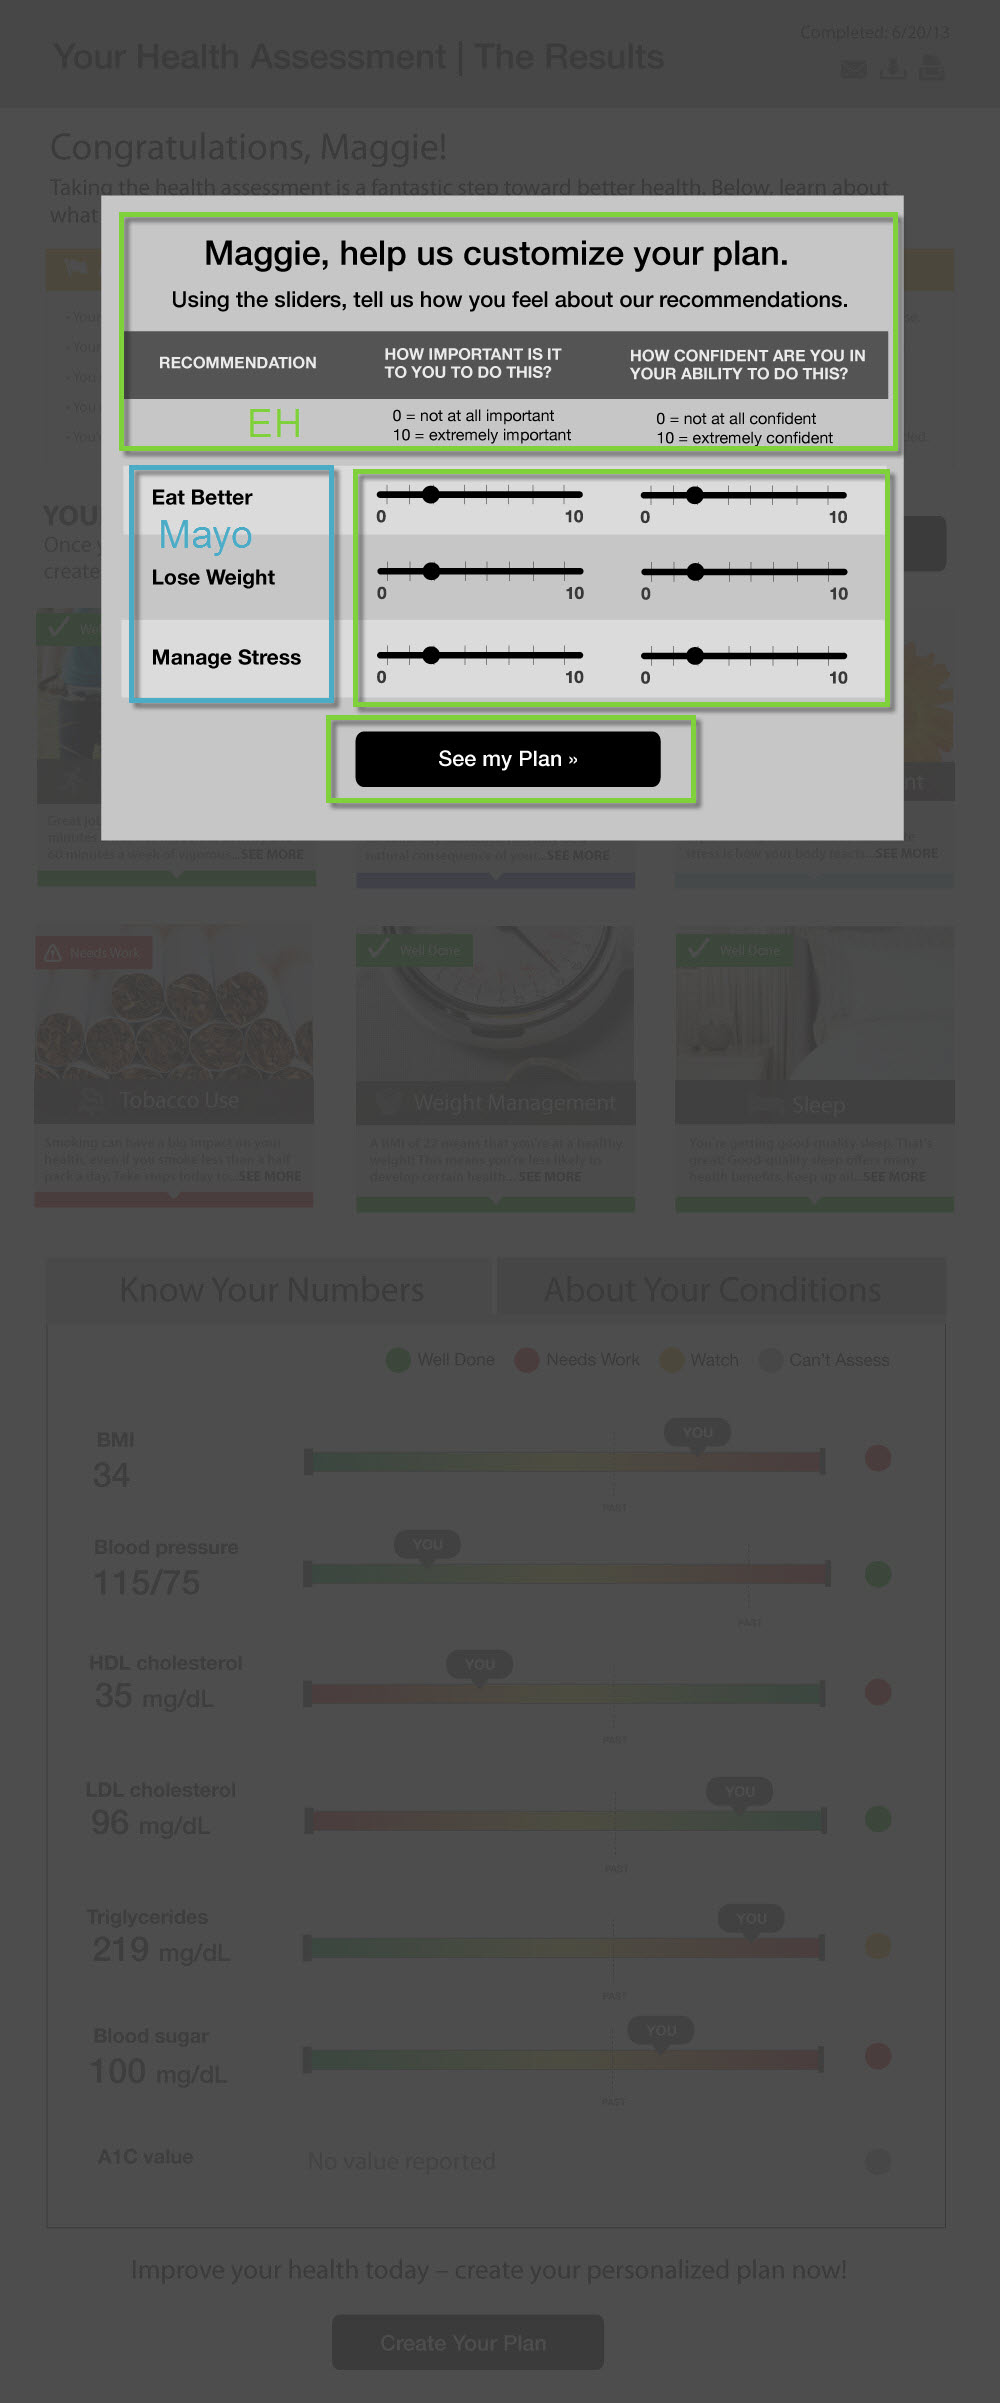 Completed: 6/20/13
Your Health Assessment | The Results
Congratulations, Maggie!
Taking the health assessment is a fantastic step toward better health. Below, learn about
what
Maggie, help us customize your plan.
Using the sliders, tell us how you feel about our recommendations.
RECOMMENDATION
HOW IMPORTANT IS IT
TO YOU TO DO THIS?
HOW CONFIDENT ARE YOU IN
YOUR ABILITY TO DO THIS?
EH
0 = not at all important
10 = extremely important
0 = not at all confident
10 = extremely confident
Eat Better
0 10 0 10
Mayo
Lose Weight
0 10 0 10
Manage Stress
0 10 0 10
See my Plan »
YOU
Once
create
Great
minutes
60 minutes a week of vigorous...SEE MORE
natural consequence of your...SEE MORE
stress is how your body reacts...SEE MORE
Needs Work
Tobacco Use
Smoking can have a big impact on your
health, even if you smoke less than a half
pack a day. Take steps today to...SEE MORE
Well Done
Weight Management
A BMI of 22 means that you're at a healthy
weight! This means you're less likely to
develop certain health ... SEE MORE
Well Done
Sleep
You're getting good-quality sleep. That's
great! Good-quality sleep offers many
health benefits. Keep up all...SEE MORE
Know Your Numbers
About Your Conditions
Well Done Needs Work Watch Can't Assess
BMI
34
YOU
PAST
Blood pressure
115/75
YOU
PAST
HDL cholesterol
35 mg/dL
YOU
PAST
LDL cholesterol
96 mg/dL
YOU
PAST
Triglycerides
219 mg/dL
YOU
PAST
Blood sugar
100 mg/dL
YOU
PAST
A1C value
No value reported
Improve your health today – create your personalized plan now!
Create Your Plan